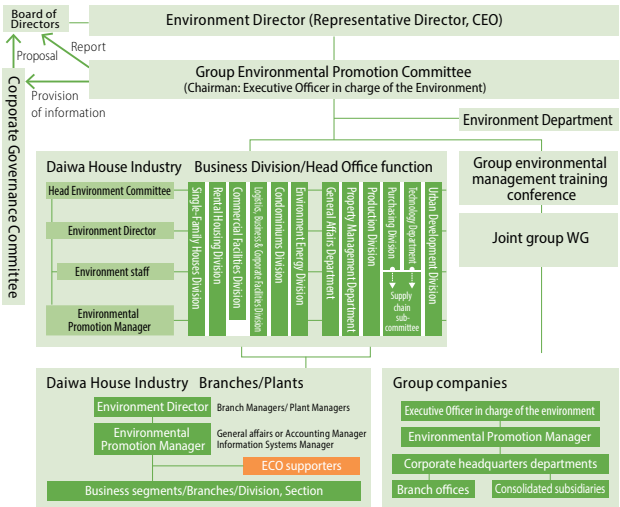 Board of
Directors
Environment Director (Representative Director, CEO)
Proposal
Report
Group Environmental Promotion Committee
(Chairman: Executive Officer in charge of the Environment)
Provision
of information
Corporate Governance Committee
Environment Department
Daiwa House Industry Business Division/Head Office function
Head Environment Committee
Environment Director
Environment staff
Environmental
Promotion Manager
Single-Family Houses Division
Rental Housing Division
Commercial Facilities Division
Logistics, Business & Corporate Facilities Division
Condominiums Division
Environment Energy Division
General Affairs Department
Property Management Department
Production Division
Purchasing Division
Technology Department
Supply
chain
sub-
committee
Urban Development Division
Group environmental
management training
conference
Joint group WG
Daiwa House Industry Branches/Plants
Environment Director
Branch Managers/ Plant Managers
Environmental
Promotion Manager
General affairs or Accounting Manager
Information Systems Manager
ECO supporters
Business segments/Branches/Division, Section
Group companies
Executive Officer in charge of the environment
Environmental Promotion Manager
Corporate headquarters departments
Branch offices
Consolidated subsidiaries